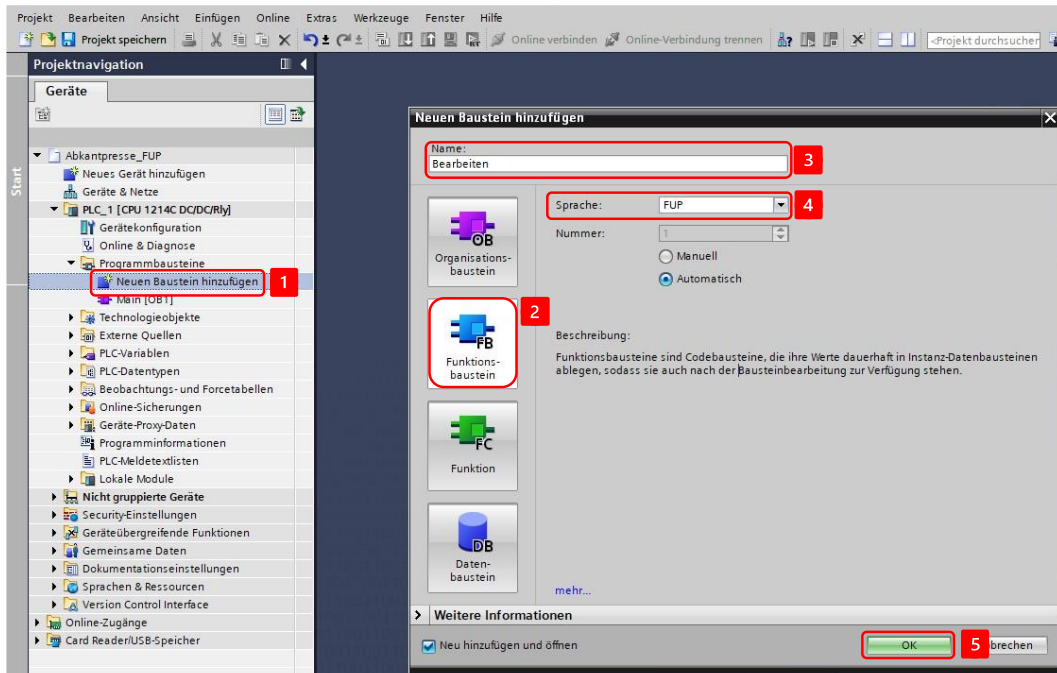 Projekt Bearbeiten Ansicht Einfügen Online Extras Werkzeuge Fenster Hilfe
Projekt speichern Online verbinden Online-Verbindung trennen <Projekt durchsuchen
Projektnavigation
Geräte
Start
Abkantpresse_FUP
Neues Gerät hinzufügen
Geräte & Netze
PLC_1 [CPU 1214C DC/DC/Rly]
Gerätekonfiguration
Online & Diagnose
Programmbausteine
Neuen Baustein hinzufügen
1
Main [OB1]
Technologieobjekte
Externe Quellen
PLC-Variablen
PLC-Datentypen
Beobachtungs- und Forcetabellen
Online-Sicherungen
Geräte-Proxy-Daten
Programminformationen
PLC-Meldetextlisten
Lokale Module
Nicht gruppierte Geräte
Security-Einstellungen
Geräteübergreifende Funktionen
Gemeinsame Daten
Dokumentationseinstellungen
Sprachen & Ressourcen
Version Control Interface
Online-Zugänge
Card Reader/USB-Speicher
Neuen Baustein hinzufügen
Name:
Bearbeiten
3
OB
Organisations-
baustein
2
FB
Funktions-
baustein
FC
Funktion
DB
Daten-
baustein
Sprache: FUP
4
Nummer: 1
Manuell
Automatisch
Beschreibung:
Funktionsbausteine sind Codebausteine, die ihre Werte dauerhaft in Instanz-Datenbausteinen
ablegen, sodass sie auch nach der Bausteinbearbeitung zur Verfügung stehen.
mehr...
Weitere Informationen
Neu hinzufügen und öffnen
OK
5
brechen